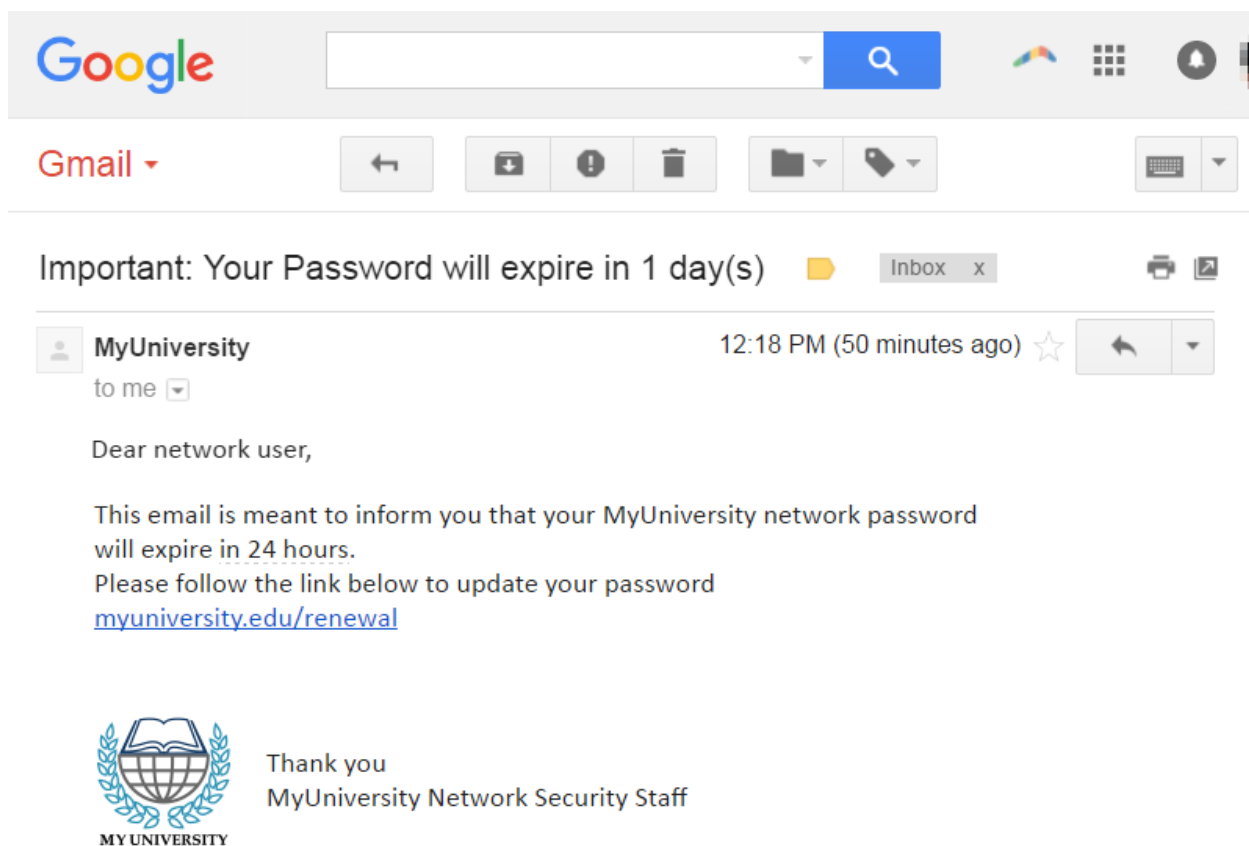 Google
Gmail
Important: Your Password will expire in 1 day(s) Inbox x
MyUniversity 12:18 PM (50 minutes ago)
to me
Dear network user,
This email is meant to inform you that your MyUniversity network password
will expire in 24 hours.
Please follow the link below to update your password
myuniversity.edu/renewal
Thank you
MyUniversity Network Security Staff
MY UNIVERSITY